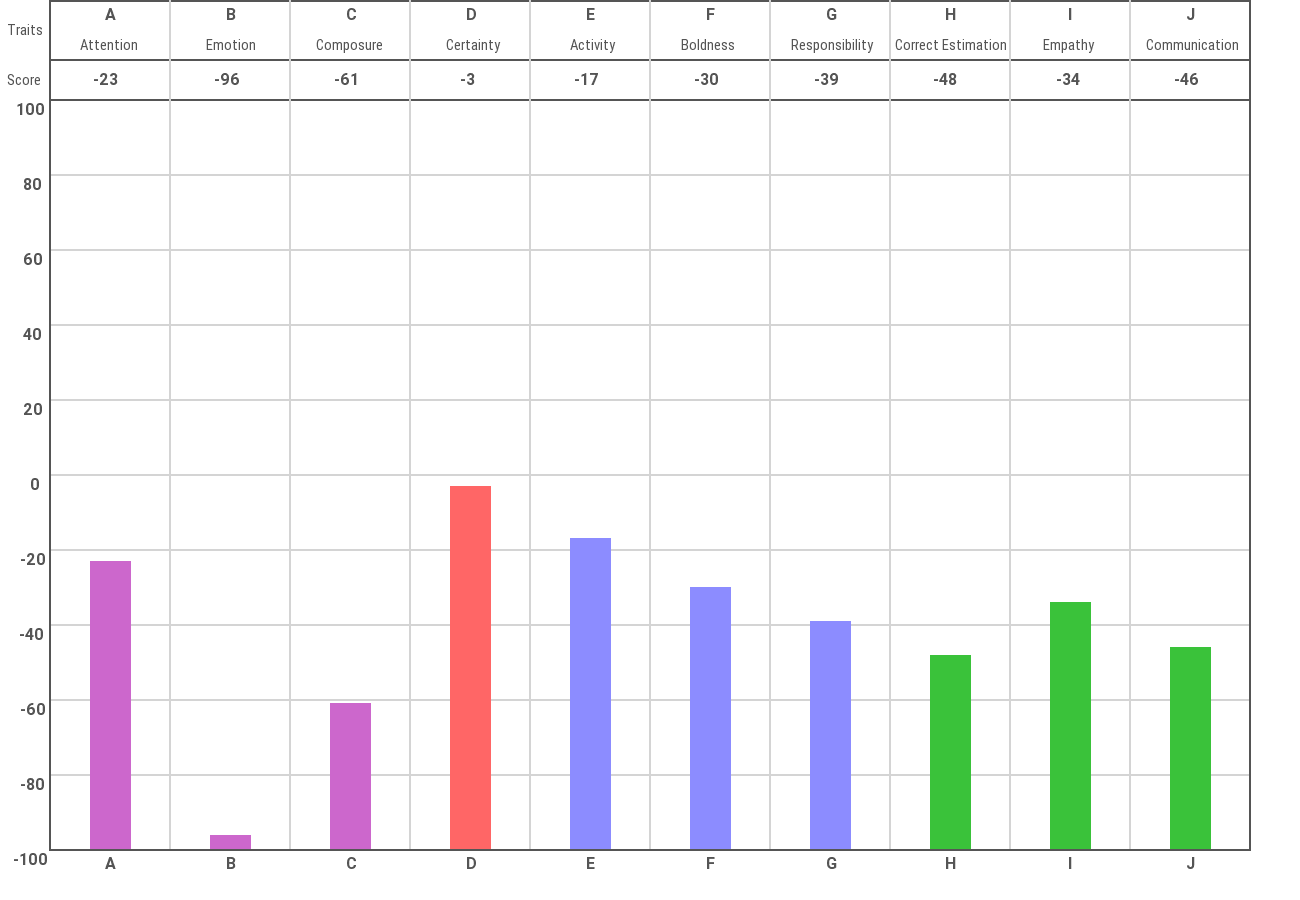 Traits
A B C D E F G H I J
Attention Emotion Composure Certainty Activity Boldness Responsibility Correct Estimation Empathy Communication
Score -23 -96 -61 -3 -17 -30 -39 -48 -34 -46
100
80
60
40
20
0
-20
-40
-60
-80
-100
A B C D E F G H I J